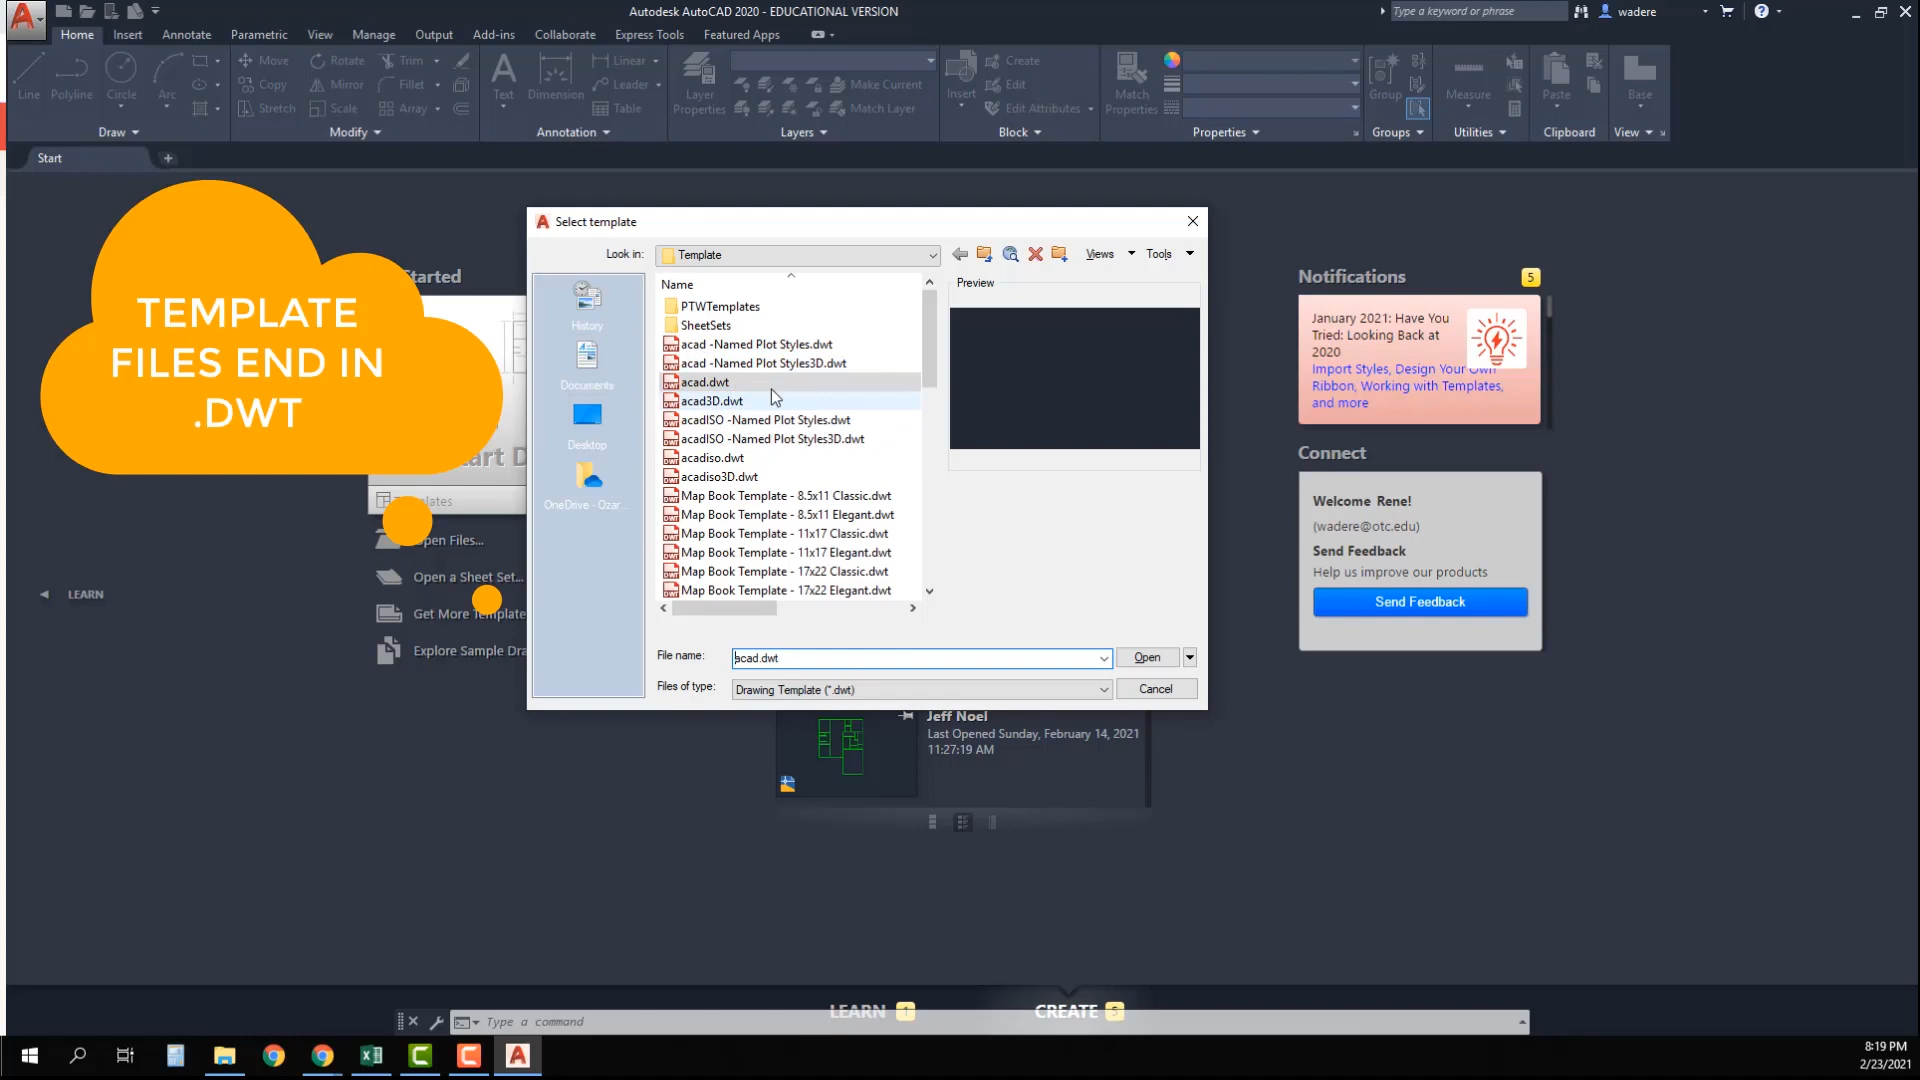 Autodesk AutoCAD 2020 - EDUCATIONAL VERSION
Type a keyword or phrase
wadere
Home Insert Annotate Parametric View Manage Output Add-ins Collaborate Express Tools Featured Apps
Line Polyline Circle Arc
Move Rotate Trim
Copy Mirror Fillet
Stretch Scale Array
Text Dimension
Linear
Leader
Table
Layer Properties
Make Current
Match Layer
Insert
Create
Edit
Edit Attributes
Match Properties
Group
Measure
Paste
Base
Draw Modify Annotation Layers Block Properties Groups Utilities Clipboard View
Start
TEMPLATE
FILES END IN
.DWT
Started
Templates
Open Files...
Open a Sheet Set...
Get More Template
Explore Sample Dra
LEARN
Select template
Look in: Template
Views Tools
Name
Preview
History
Documents
Desktop
OneDrive - Ozar...
PTWTemplates
SheetSets
acad -Named Plot Styles.dwt
acad -Named Plot Styles3D.dwt
acad.dwt
acad3D.dwt
acadISO -Named Plot Styles.dwt
acadISO -Named Plot Styles3D.dwt
acadiso.dwt
acadiso3D.dwt
Map Book Template - 8.5x11 Classic.dwt
Map Book Template - 8.5x11 Elegant.dwt
Map Book Template - 11x17 Classic.dwt
Map Book Template - 11x17 Elegant.dwt
Map Book Template - 17x22 Classic.dwt
Map Book Template - 17x22 Elegant.dwt
File name: acad.dwt
Open
Files of type: Drawing Template (*.dwt)
Cancel
Jeff Noel
Last Opened Sunday, February 14, 2021
11:27:19 AM
Notifications 5
January 2021: Have You
Tried: Looking Back at
2020
Import Styles, Design Your Own
Ribbon, Working with Templates,
and more
Connect
Welcome Rene!
(wadere@otc.edu)
Send Feedback
Help us improve our products
Send Feedback
LEARN 1
CREATE 5
Type a command
8:19 PM
2/23/2021